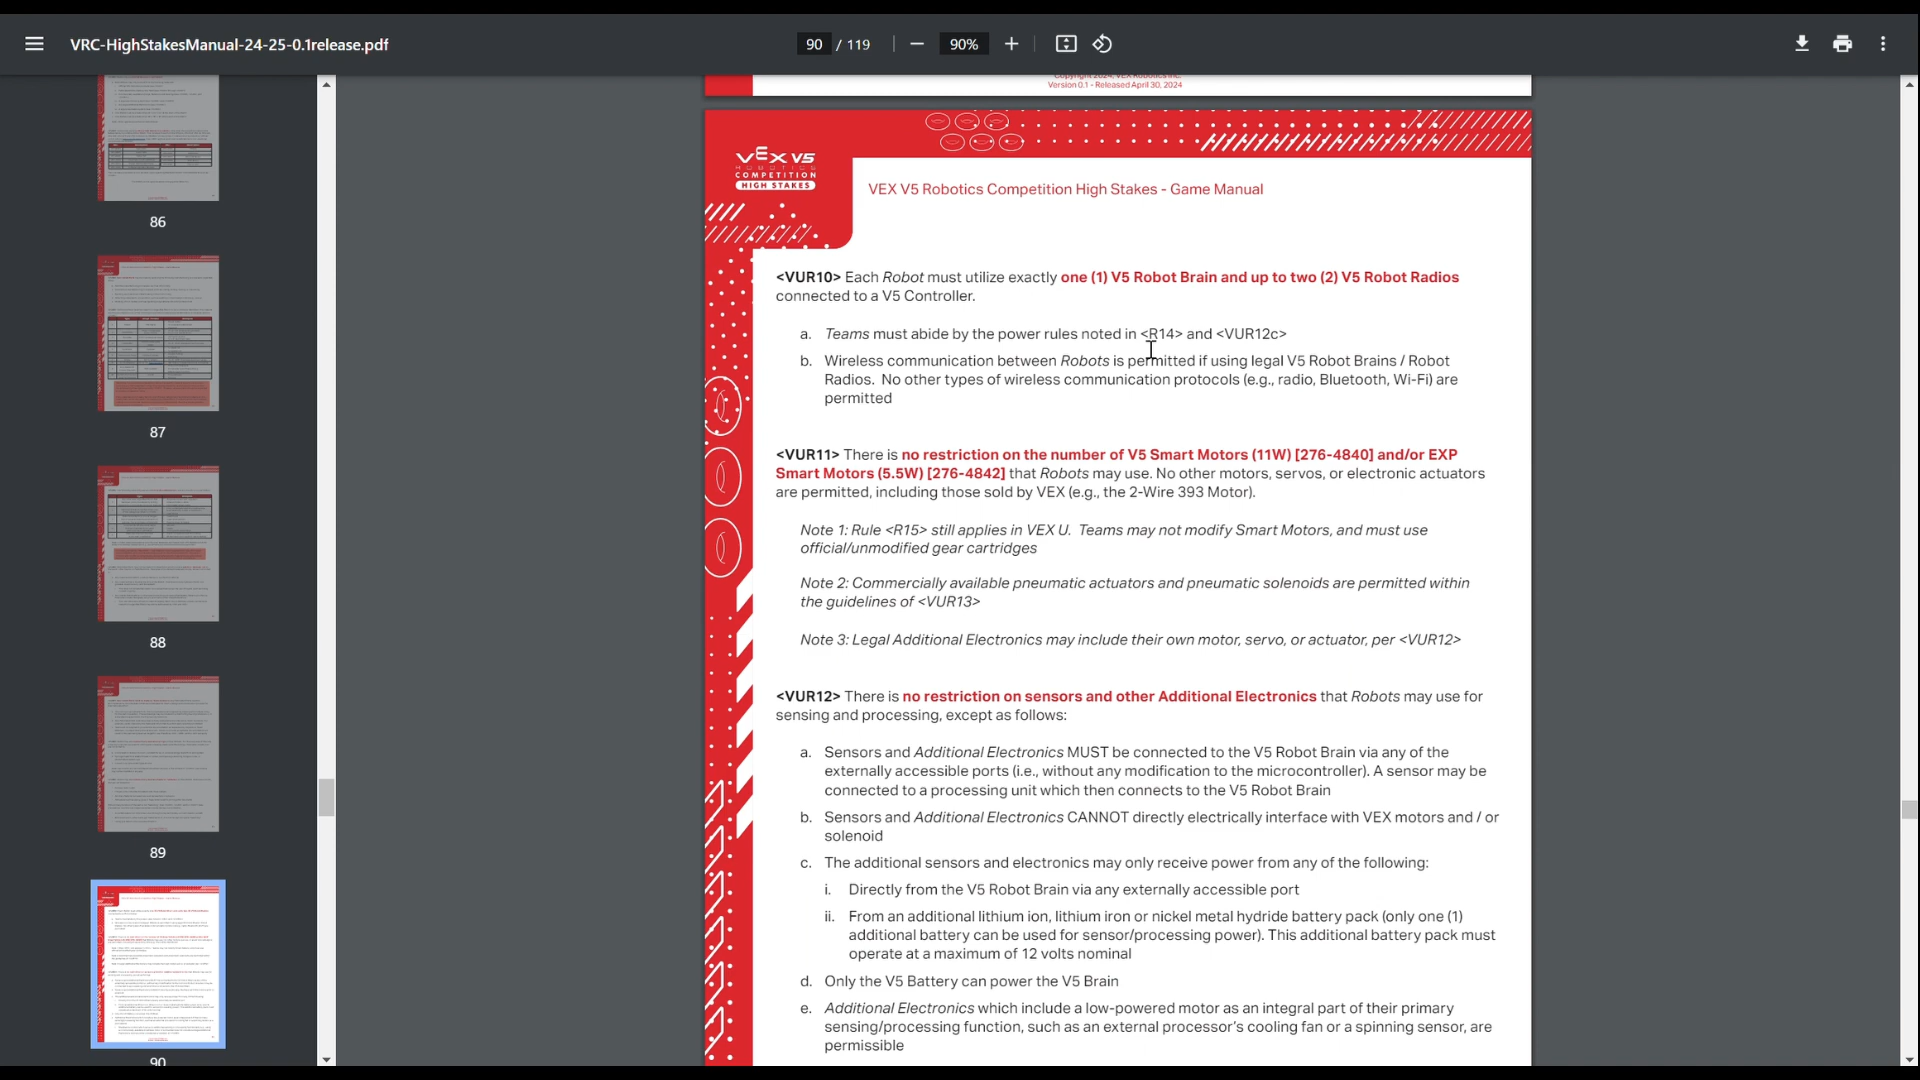 VRC-HighStakesManual-24-25-0.1release.pdf
90 / 119
90%
86
87
88
89
90
Copyright 2024, VEX Robotics Inc.
Version 0.1 - Released April 30, 2024
VEX V5
ROBOTICS
COMPETITION
HIGH STAKES
VEX V5 Robotics Competition High Stakes - Game Manual
<VUR10> Each Robot must utilize exactly one (1) V5 Robot Brain and up to two (2) V5 Robot Radios
connected to a V5 Controller.
a. Teams must abide by the power rules noted in <R14> and <VUR12c>
b. Wireless communication between Robots is permitted if using legal V5 Robot Brains / Robot
Radios. No other types of wireless communication protocols (e.g., radio, Bluetooth, Wi-Fi) are
permitted
<VUR11> There is no restriction on the number of V5 Smart Motors (11W) [276-4840] and/or EXP
Smart Motors (5.5W) [276-4842] that Robots may use. No other motors, servos, or electronic actuators
are permitted, including those sold by VEX (e.g., the 2-Wire 393 Motor).
Note 1: Rule <R15> still applies in VEX U. Teams may not modify Smart Motors, and must use
official/unmodified gear cartridges
Note 2: Commercially available pneumatic actuators and pneumatic solenoids are permitted within
the guidelines of <VUR13>
Note 3: Legal Additional Electronics may include their own motor, servo, or actuator, per <VUR12>
<VUR12> There is no restriction on sensors and other Additional Electronics that Robots may use for
sensing and processing, except as follows:
a. Sensors and Additional Electronics MUST be connected to the V5 Robot Brain via any of the
externally accessible ports (i.e., without any modification to the microcontroller). A sensor may be
connected to a processing unit which then connects to the V5 Robot Brain
b. Sensors and Additional Electronics CANNOT directly electrically interface with VEX motors and / or
solenoid
c. The additional sensors and electronics may only receive power from any of the following:
i. Directly from the V5 Robot Brain via any externally accessible port
ii. From an additional lithium ion, lithium iron or nickel metal hydride battery pack (only one (1)
additional battery can be used for sensor/processing power). This additional battery pack must
operate at a maximum of 12 volts nominal
d. Only the V5 Battery can power the V5 Brain
e. Additional Electronics which include a low-powered motor as an integral part of their primary
sensing/processing function, such as an external processor's cooling fan or a spinning sensor, are
permissible